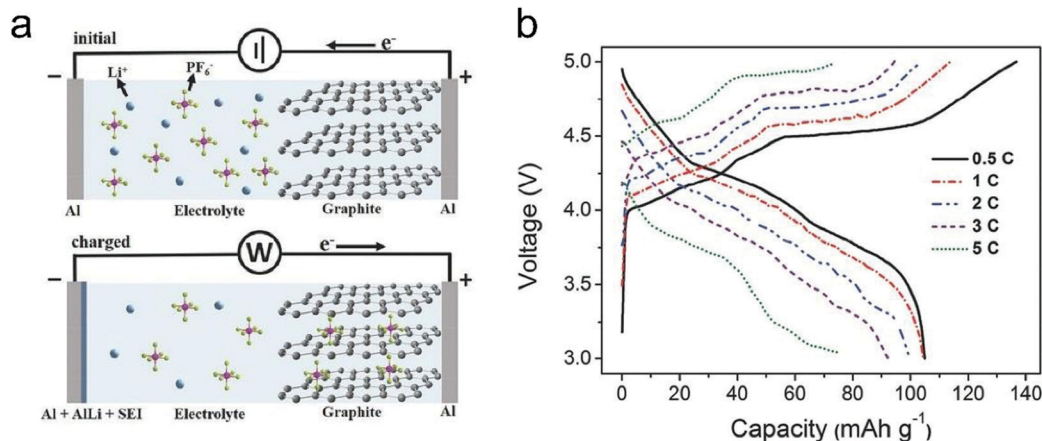 a
initial
e⁻
−
+
Li⁺
PF₆⁻
Al
Electrolyte
Graphite
Al
charged
W
e⁻
−
+
Al + AlLi + SEI
Electrolyte
Graphite
Al
b
Voltage (V)
5.0
4.5
4.0
3.5
3.0
0.5 C
1 C
2 C
3 C
5 C
0 20 40 60 80 100 120 140
Capacity (mAh g⁻¹)